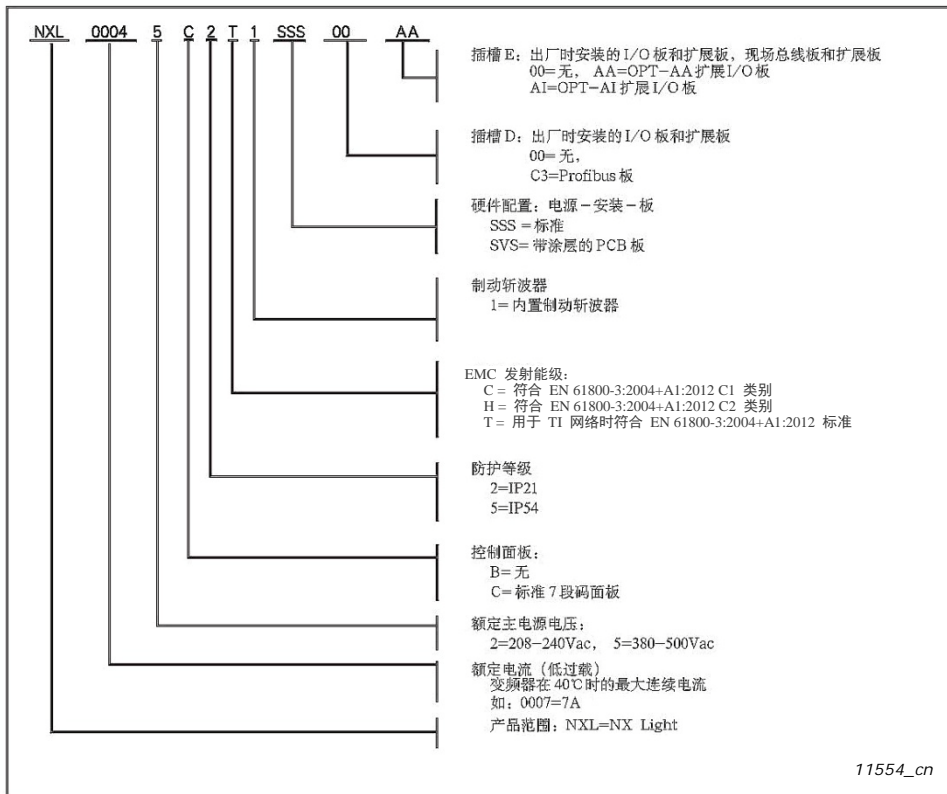 NXL 0004 5 C 2 T 1 SSS 00 AA
插槽 E：出厂时安装的 I/O 板和扩展板，现场总线板和扩展板
00=无， AA=OPT-AA 扩展 I/O 板
AI=OPT-AI 扩展 I/O 板
插槽 D：出厂时安装的 I/O 板和扩展板
00=无，
C3=Profibus 板
硬件配置：电源－安装－板
SSS =标准
SVS=带涂层的 PCB 板
制动斩波器
1=内置制动斩波器
EMC 发射能级:
C = 符合 EN 61800-3:2004+A1:2012 C1 类别
H = 符合 EN 61800-3:2004+A1:2012 C2 类别
T = 用于 TI 网络时符合 EN 61800-3:2004+A1:2012 标准
防护等级
2=IP21
5=IP54
控制面板：
B=无
C=标准 7 段码面板
额定主电源电压：
2=208-240Vac， 5=380-500Vac
额定电流（低过载）
变频器在 40℃时的最大连续电流
如：0007=7A
产品范围：NXL=NX Light
11554_cn